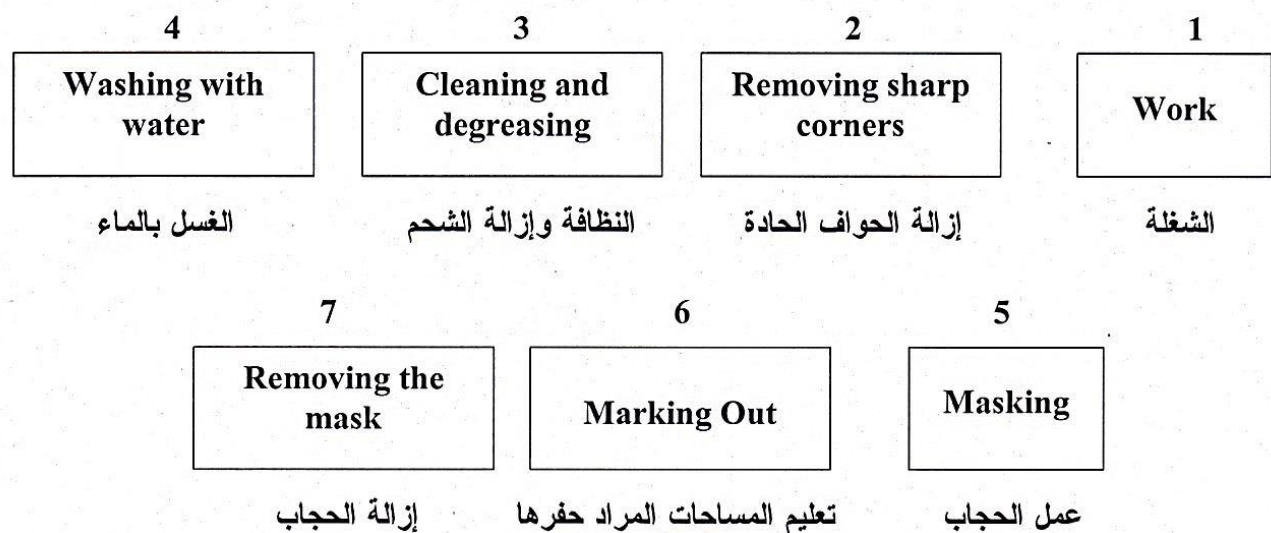 4 3 2 1
Washing with
water
Cleaning and
degreasing
Removing sharp
corners
Work
الغسل بالماء
النظافة وإزالة الشحم
إزالة الحواف الحادة
الشغلة
7 6 5
Removing the
mask
Marking Out
Masking
إزالة الحجاب
تعليم المساحات المراد حفرها
عمل الحجاب